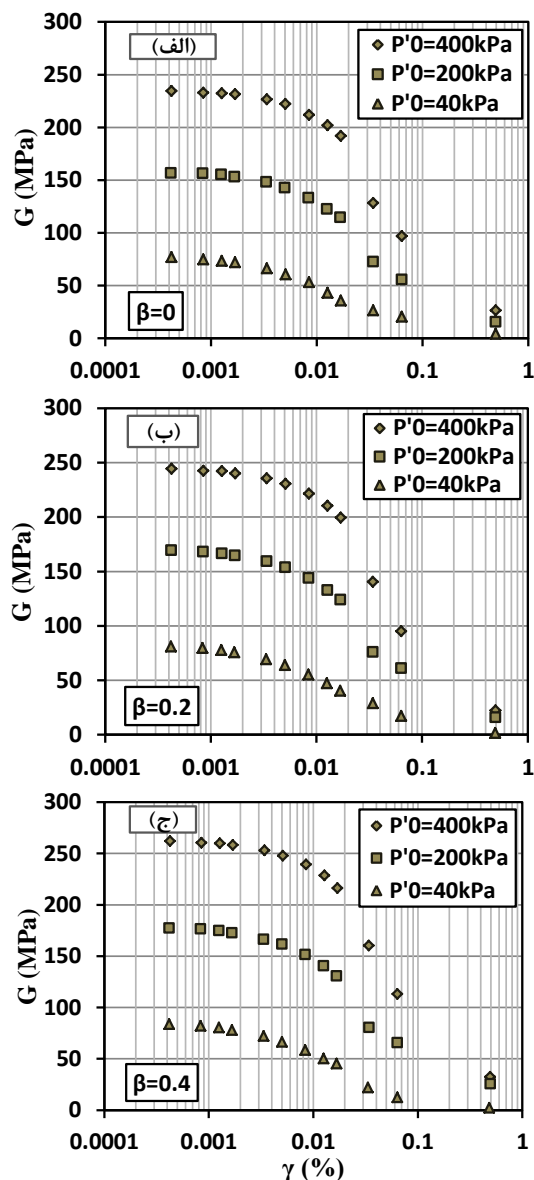 300
(الف)
P'0=400kPa
250
P'0=200kPa
200
P'0=40kPa
G (MPa)
150
100
50
β=0
0
0.0001 0.001 0.01 0.1 1
300
(ب)
P'0=400kPa
250
P'0=200kPa
200
P'0=40kPa
G (MPa)
150
100
50
β=0.2
0
0.0001 0.001 0.01 0.1 1
300
(ج)
P'0=400kPa
250
P'0=200kPa
200
P'0=40kPa
G (MPa)
150
100
50
β=0.4
0
0.0001 0.001 0.01 0.1 1
γ (%)